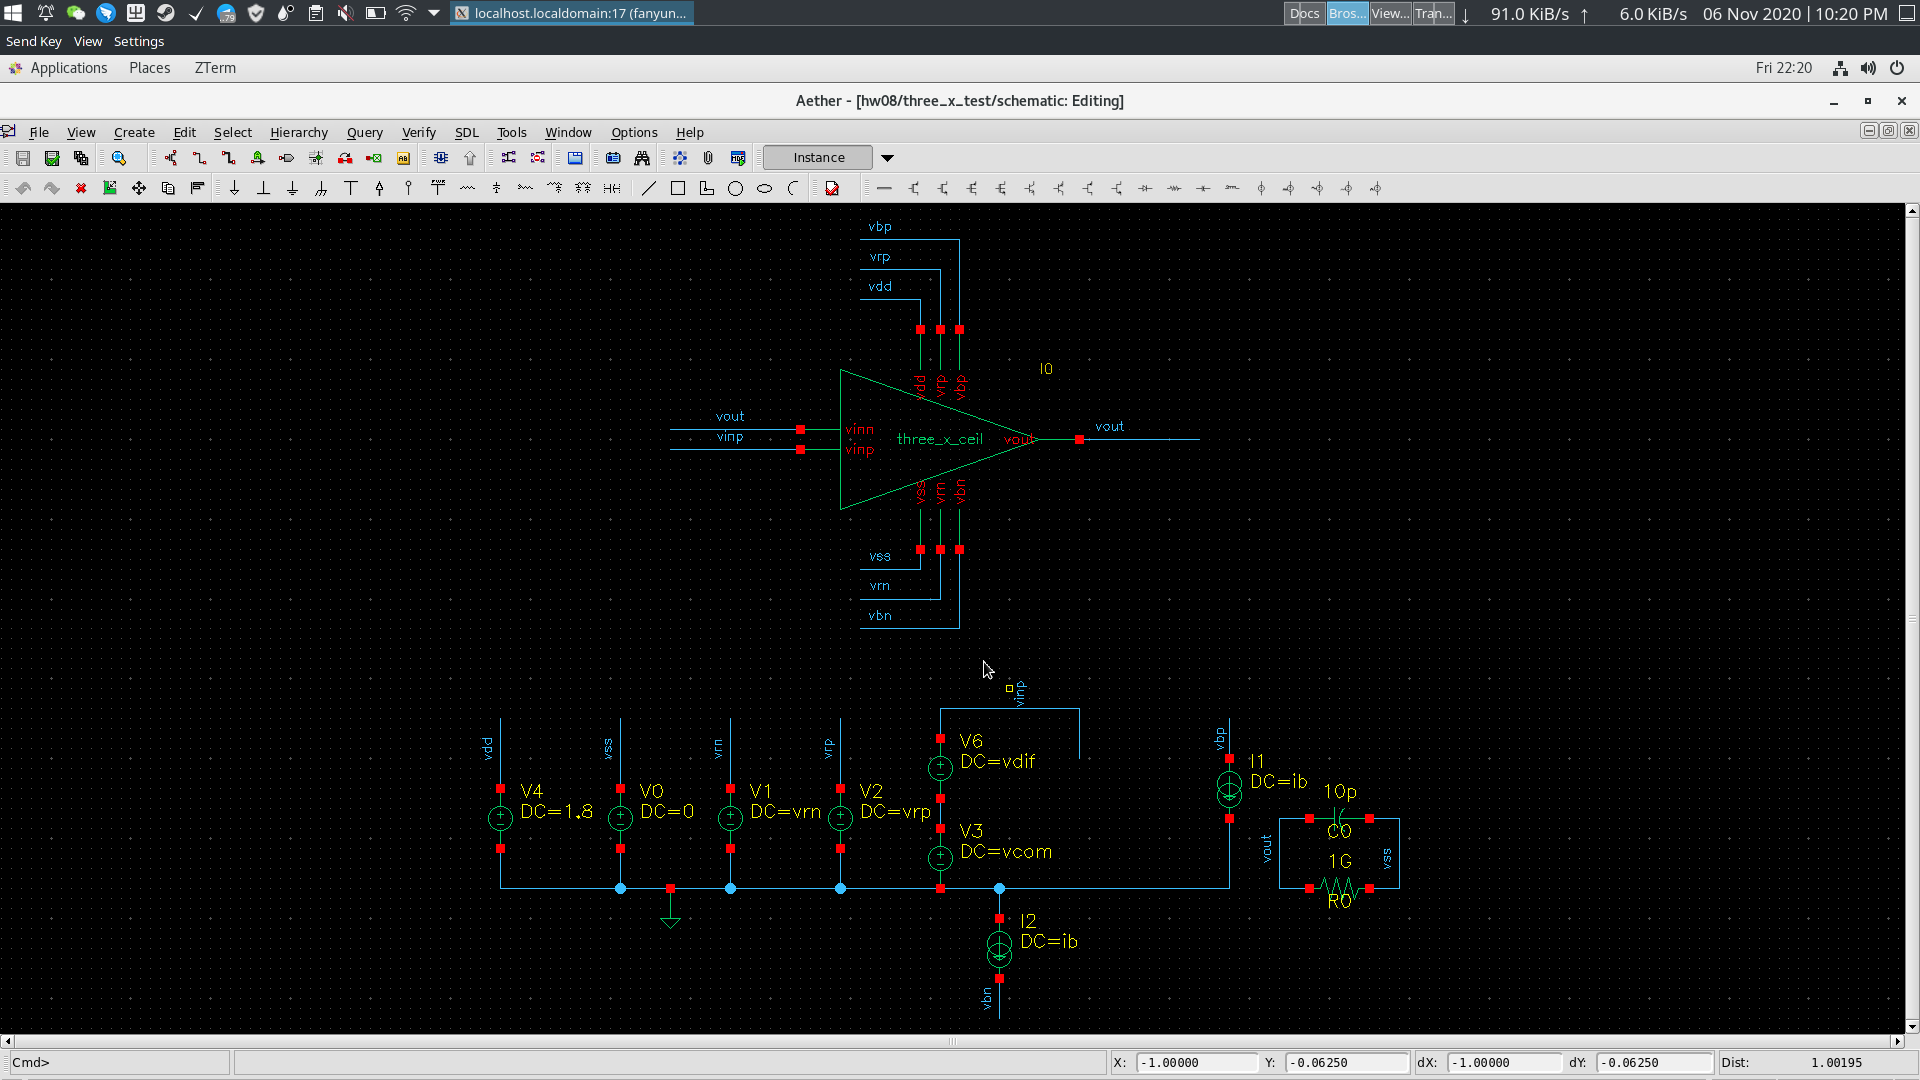 .79
localhost.localdomain:17 (fanyun...
Docs Bros... View... Tran... ↓ 91.0 KiB/s ↑ 6.0 KiB/s 06 Nov 2020 | 10:20 PM
Send Key View Settings
Applications Places ZTerm Fri 22:20
Aether - [hw08/three_x_test/schematic: Editing]
File View Create Edit Select Hierarchy Query Verify SDL Tools Window Options Help
Instance
vbp
vrp
vdd
I0
vdd vrp vbp
vout
vinp
vinn
vinp
three_x_ceil
vout
vout
vss vrn vbn
vss
vrn
vbn
vinp
vdd
vss
vrn
vrp
V6
DC=vdif
vbp
I1
DC=ib
V4
DC=1.8
V0
DC=0
V1
DC=vrn
V2
DC=vrp
V3
DC=vcom
10p
C0
vout
vss
1G
R0
I2
DC=ib
vbn
Cmd>
X: -1.00000 Y: -0.06250 dX: -1.00000 dY: -0.06250 Dist: 1.00195